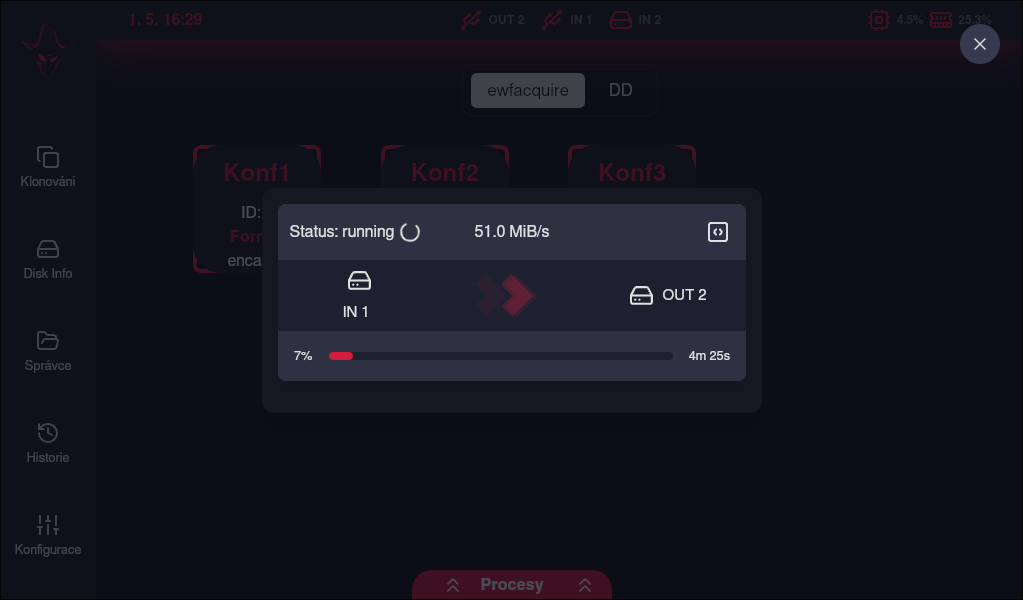 1. 5. 16:29
OUT 2
IN 1
IN 2
4.5%
25.3%
ewfacquire
DD
Klonování
Disk Info
Správce
Historie
Konfigurace
Konf1
Konf2
Konf3
ID:
Status: running
51.0 MiB/s
IN 1
OUT 2
7%
4m 25s
Procesy